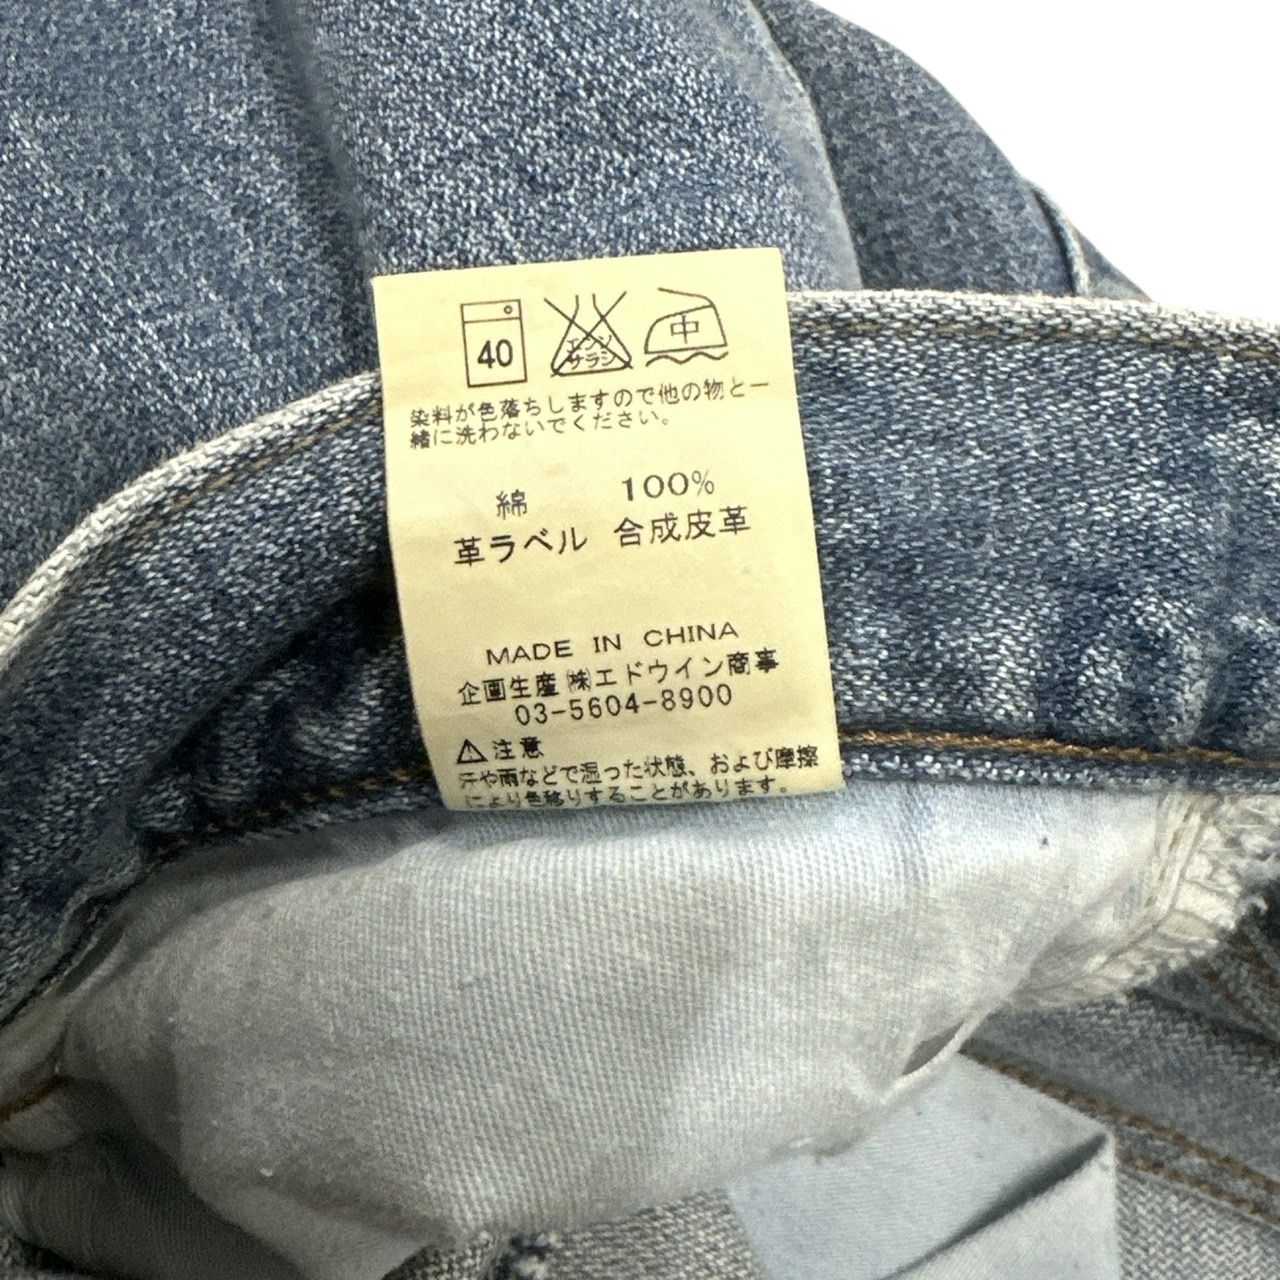 40
エンソ
サラシ
中
染料が色落ちしますので他の物と一
緒に洗わないでください。
綿 100%
革ラベル 合成皮革
MADE IN CHINA
企画生産 ㈱エドウイン商事
03-5604-8900
⚠注意
汗や雨などで湿った状態、および摩擦
により色移りすることがあります。